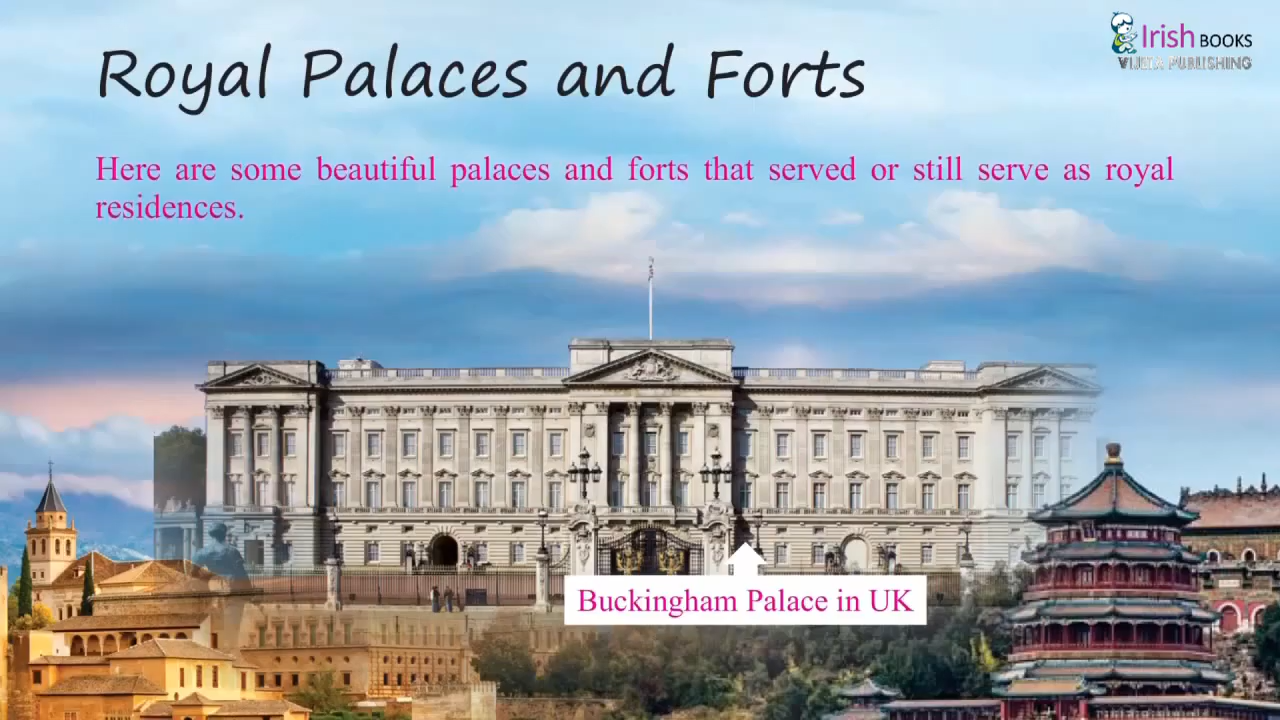 Irish BOOKS
VIJETA PUBLISHING
Royal Palaces and Forts
Here are some beautiful palaces and forts that served or still serve as royal
residences.
Buckingham Palace in UK